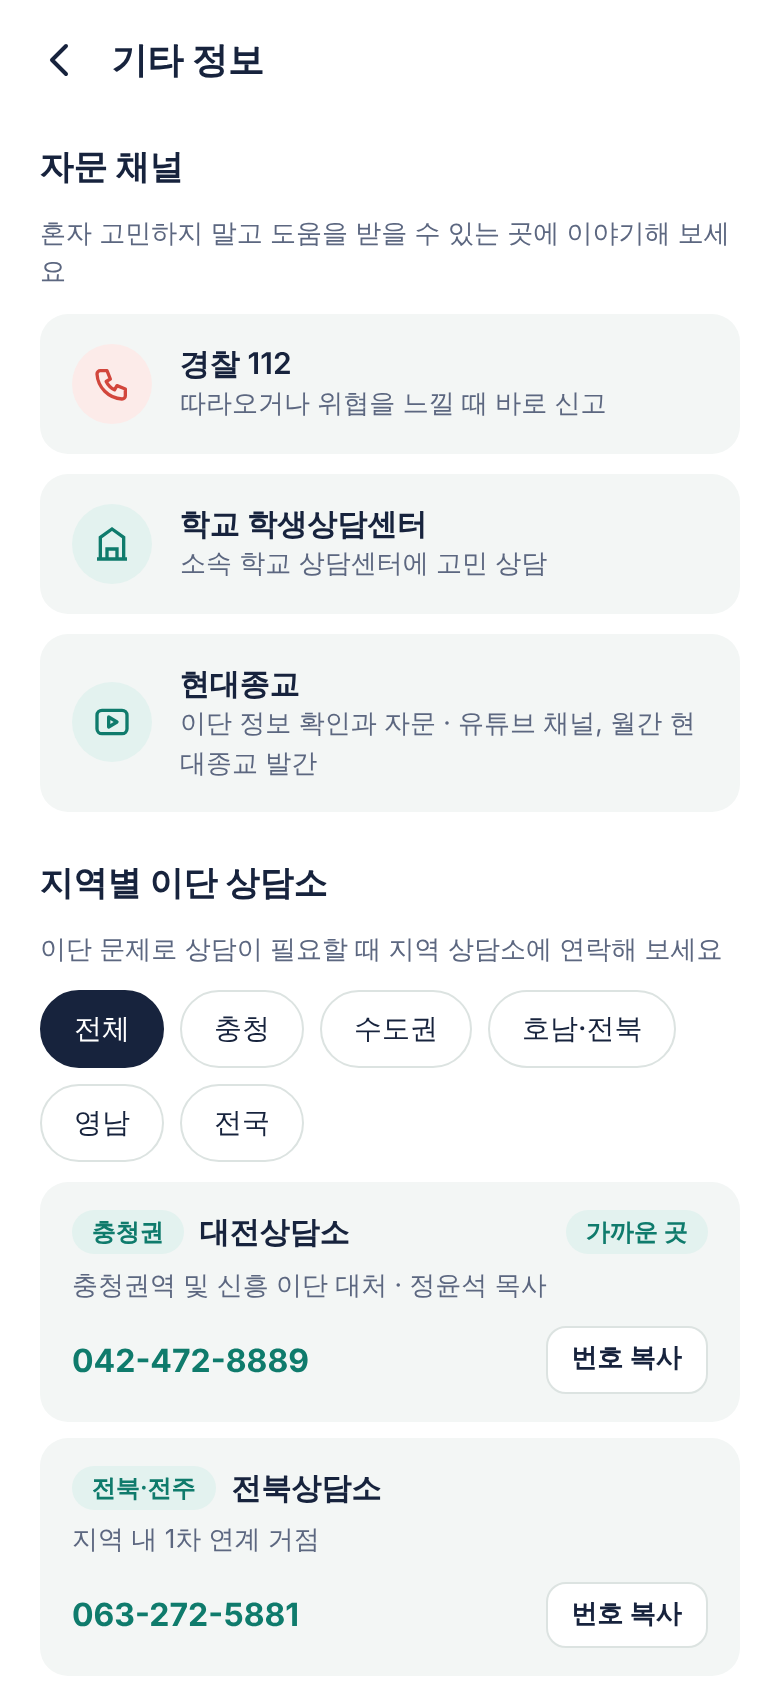 기타 정보
자문 채널
혼자 고민하지 말고 도움을 받을 수 있는 곳에 이야기해 보세
요
경찰 112
따라오거나 위협을 느낄 때 바로 신고
학교 학생상담센터
소속 학교 상담센터에 고민 상담
현대종교
이단 정보 확인과 자문 · 유튜브 채널, 월간 현
대종교 발간
지역별 이단 상담소
이단 문제로 상담이 필요할 때 지역 상담소에 연락해 보세요
전체 충청 수도권 호남·전북
영남 전국
충청권 대전상담소 가까운 곳
충청권역 및 신흥 이단 대처 · 정윤석 목사
042-472-8889 번호 복사
전북·전주 전북상담소
지역 내 1차 연계 거점
063-272-5881 번호 복사